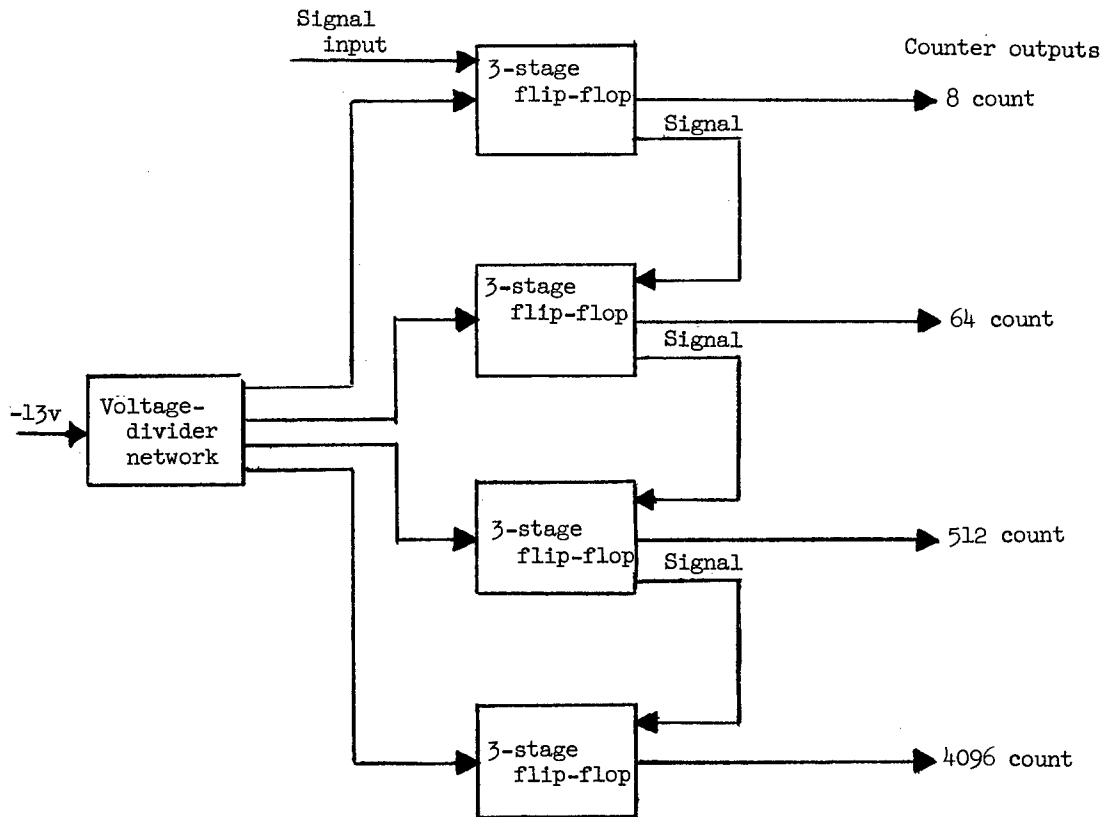 Signal
input
Counter outputs
3-stage
flip-flop
8 count
Signal
3-stage
flip-flop
64 count
Signal
-13v
Voltage-
divider
network
3-stage
flip-flop
512 count
Signal
3-stage
flip-flop
4096 count